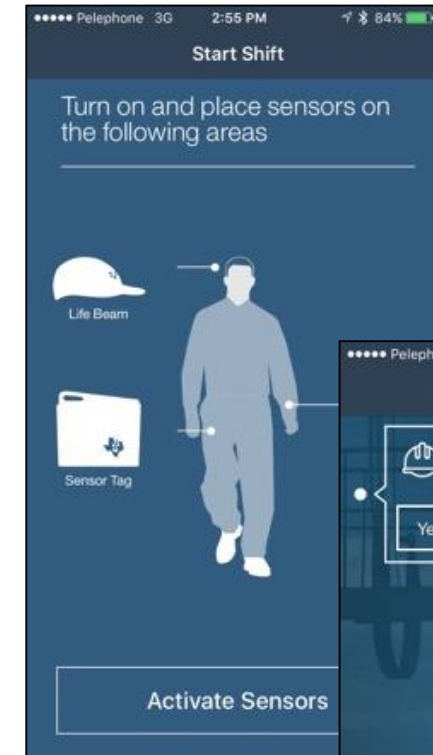 Pelephone 3G 2:55 PM 84%
Start Shift
Turn on and place sensors on
the following areas
Life Beam
Sensor Tag
Activate Sensors